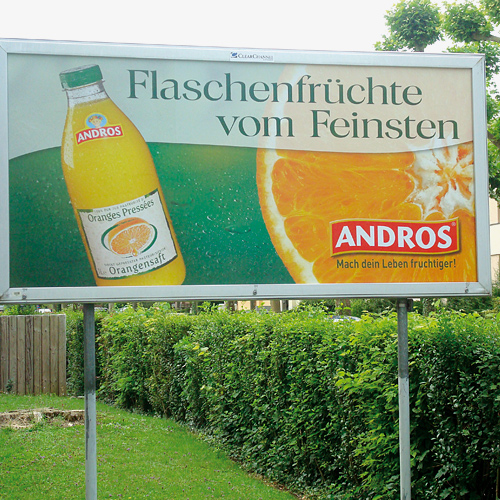 CLEARCHANNEL
Flaschenfrüchte
vom Feinsten
ANDROS
Oranges Pressées
Orangensaft
ANDROS
Mach dein Leben fruchtiger!